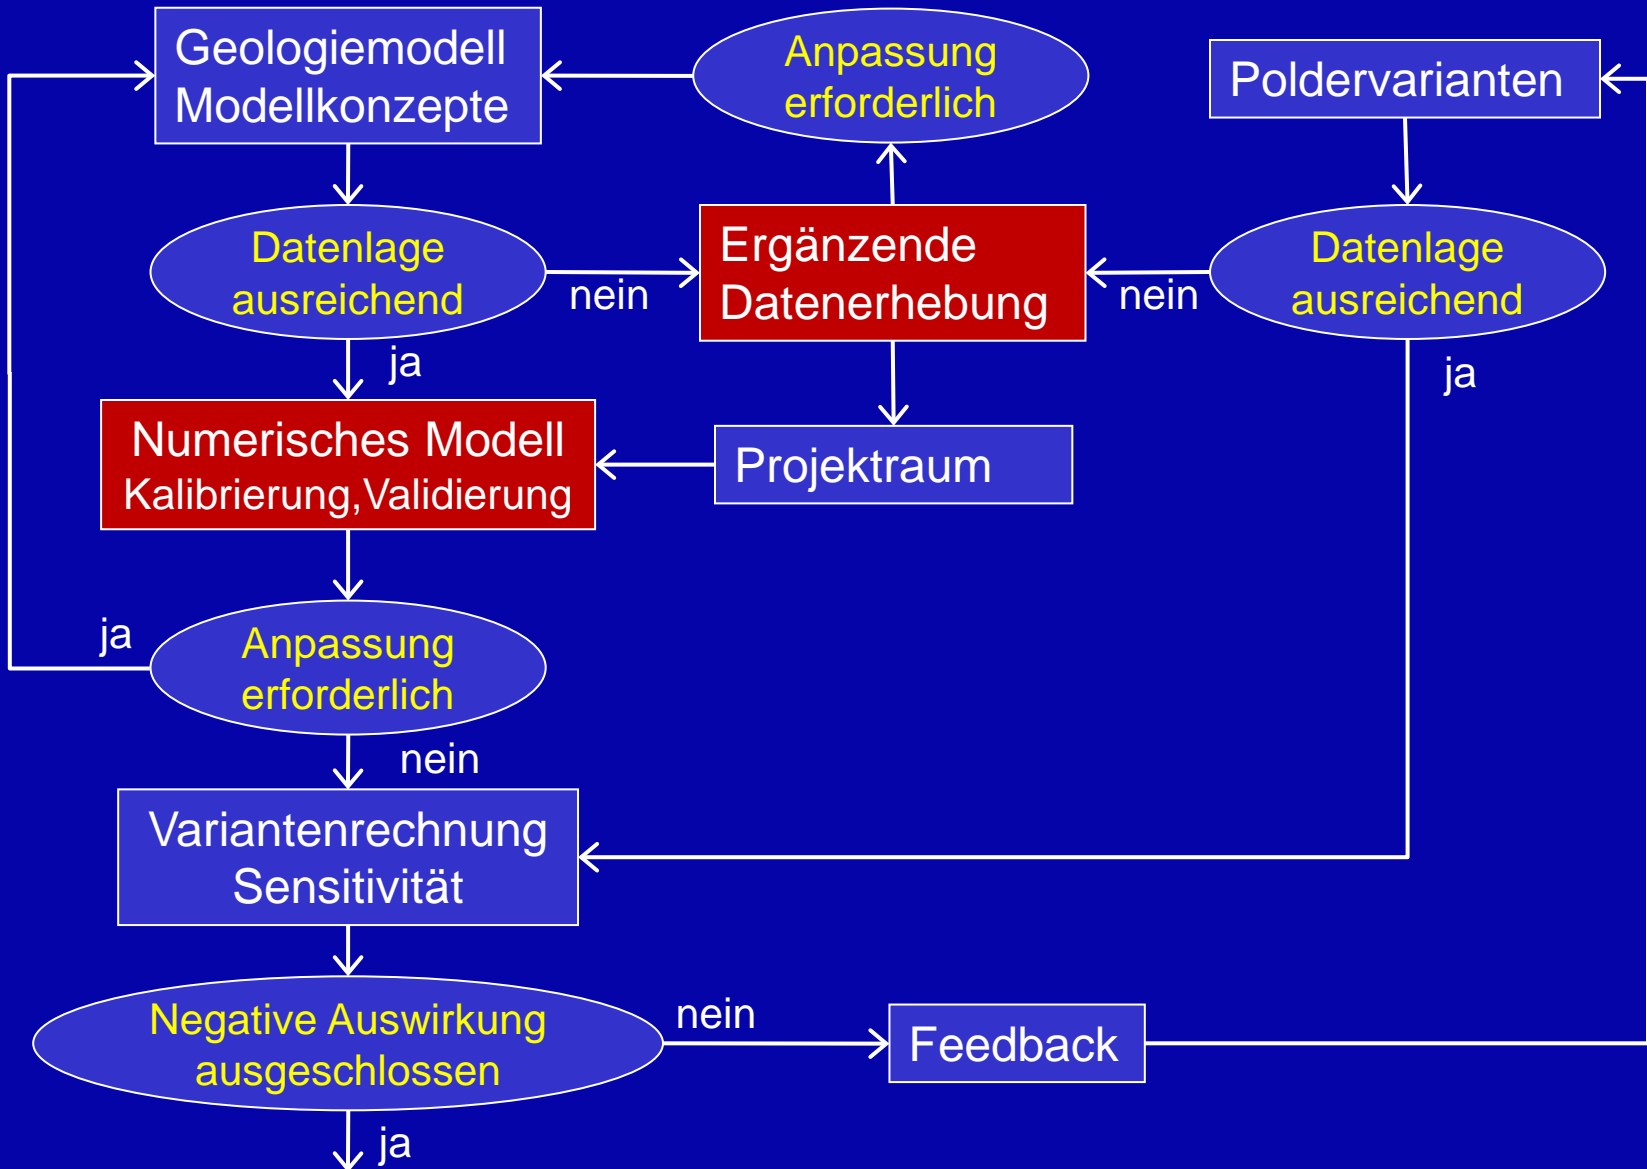 Geologiemodell
Modellkonzepte
Anpassung
erforderlich
Poldervarianten
Datenlage
ausreichend
nein
Ergänzende
Datenerhebung
nein
Datenlage
ausreichend
ja
ja
Numerisches Modell
Kalibrierung,Validierung
Projektraum
ja
Anpassung
erforderlich
nein
Variantenrechnung
Sensitivität
Negative Auswirkung
ausgeschlossen
nein
Feedback
ja